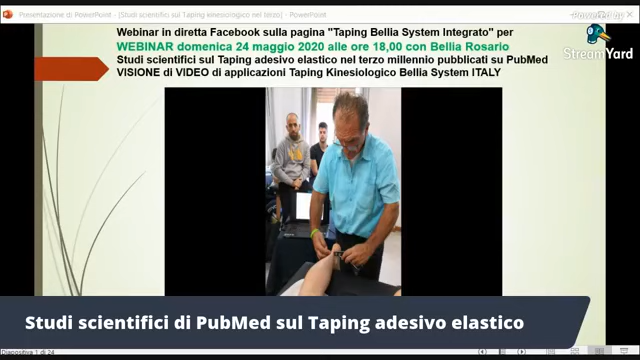 Presentazione di PowerPoint - [Studi scientifici sul Taping kinesiologico nel terzo] - PowerPoint
Powered by
StreamYard
Webinar in diretta Facebook sulla pagina "Taping Bellia System Integrato" per
WEBINAR domenica 24 maggio 2020 alle ore 18,00 con Bellia Rosario
Studi scientifici sul Taping adesivo elastico nel terzo millennio pubblicati su PubMed
VISIONE di VIDEO di applicazioni Taping Kinesiologico Bellia System ITALY
Studi scientifici di PubMed sul Taping adesivo elastico
Diapositiva 1 di 24